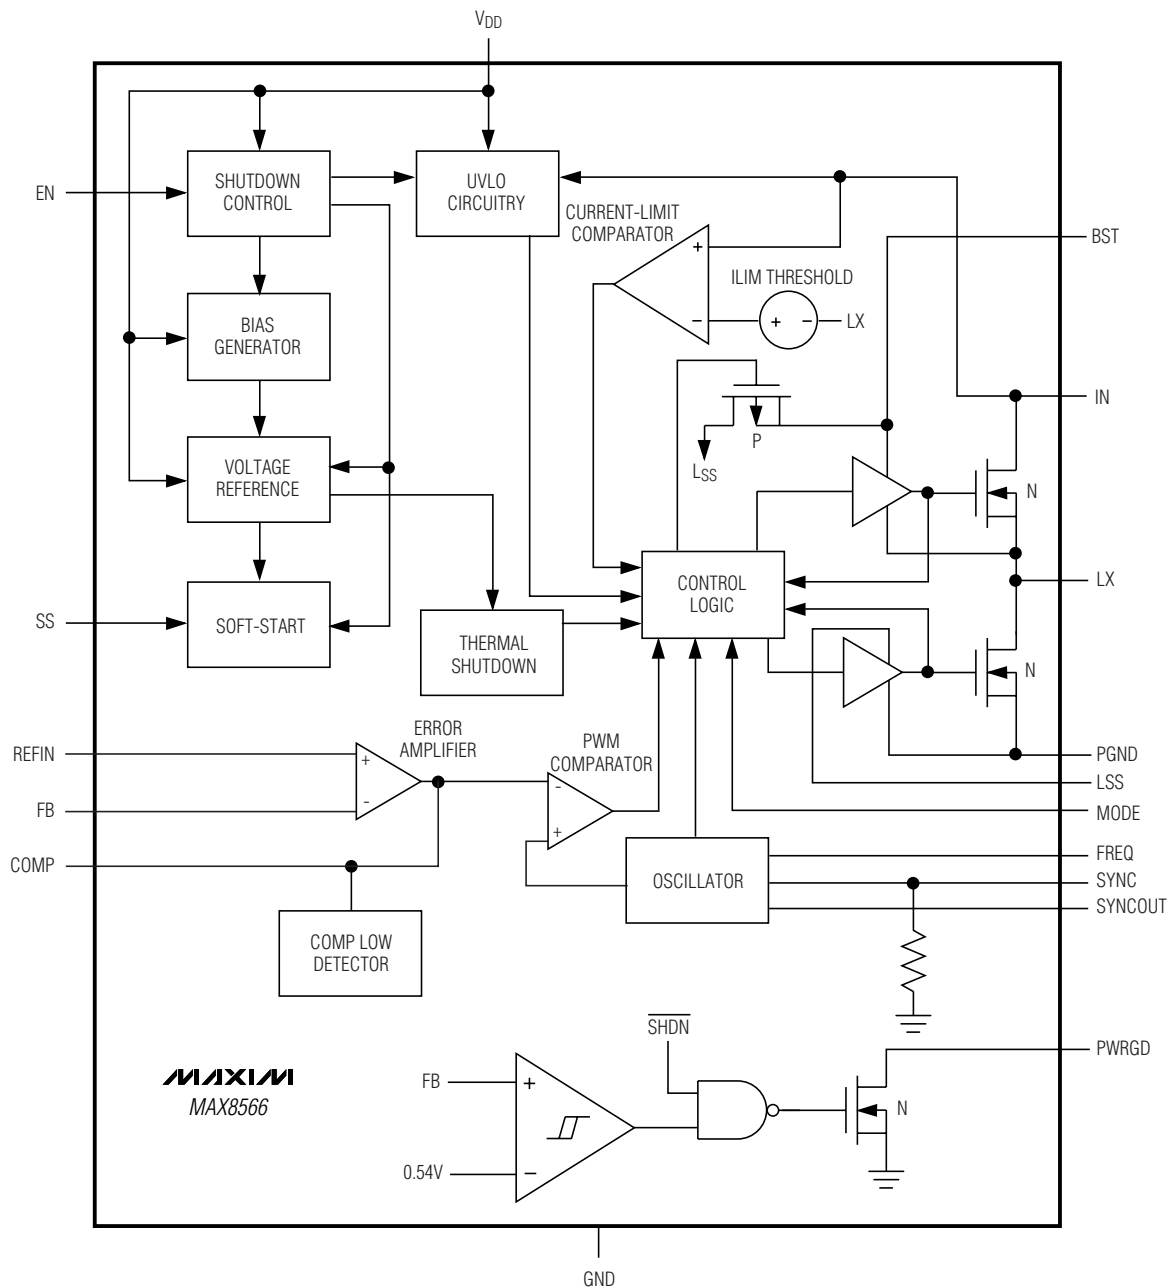 VDD
EN
SHUTDOWN
CONTROL
UVLO
CIRCUITRY
CURRENT-LIMIT
COMPARATOR
+
−
ILIM THRESHOLD
+ −
LX
BST
BIAS
GENERATOR
IN
P
LSS
VOLTAGE
REFERENCE
N
CONTROL
LOGIC
LX
SS
SOFT-START
THERMAL
SHUTDOWN
N
REFIN
ERROR
AMPLIFIER
+
-
PWM
COMPARATOR
-
+
PGND
LSS
FB
MODE
COMP
FREQ
OSCILLATOR
SYNC
SYNCOUT
COMP LOW
DETECTOR
SHDN
PWRGD
MAXIM
MAX8566
FB
+
N
0.54V
−
GND